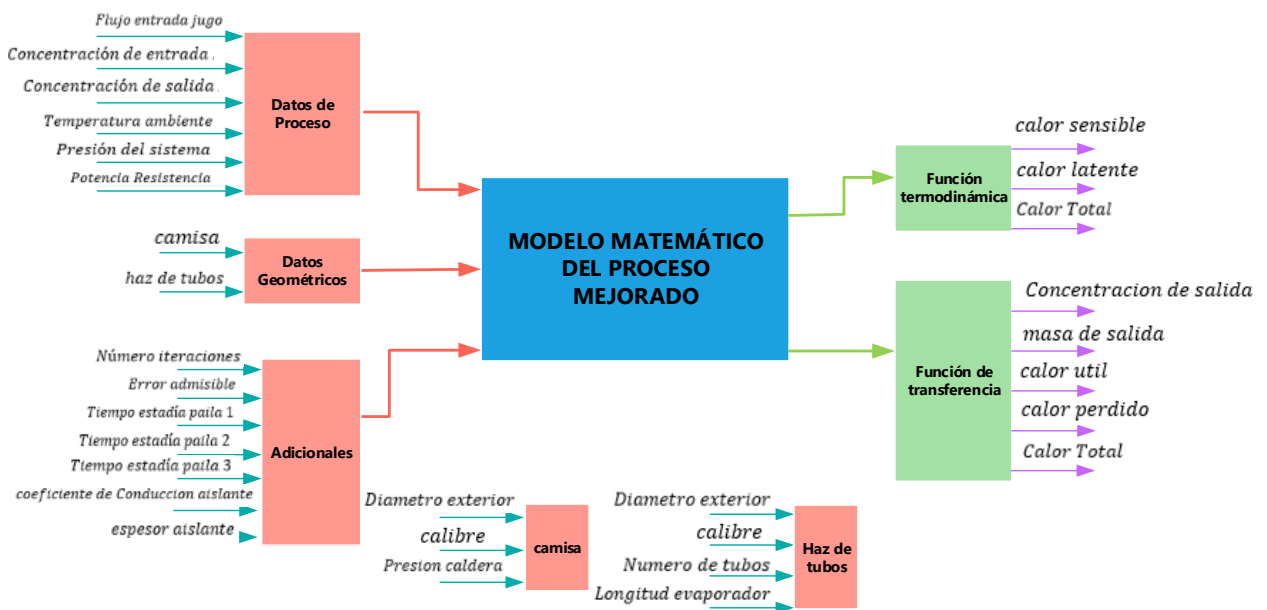 Flujo entrada jugo
Concentración de entrada .
Concentración de salida.
Temperatura ambiente
Presión del sistema
Potencia Resistencia
Datos de
Proceso
camisa
haz de tubos
Datos
Geométricos
Número iteraciones
Error admisible
Tiempo estadía paila 1
Tiempo estadía paila 2
Tiempo estadía paila 3
coeficiente de Conduccion aislante
espesor aislante
Adicionales
MODELO MATEMÁTICO
DEL PROCESO
MEJORADO
Función
termodinámica
calor sensible
calor latente
Calor Total
Función de
transferencia
Concentracion de salida
masa de salida
calor util
calor perdido
Calor Total
Diametro exterior
calibre
Presion caldera
camisa
Diametro exterior
calibre
Numero de tubos
Longitud evaporador
Haz de
tubos